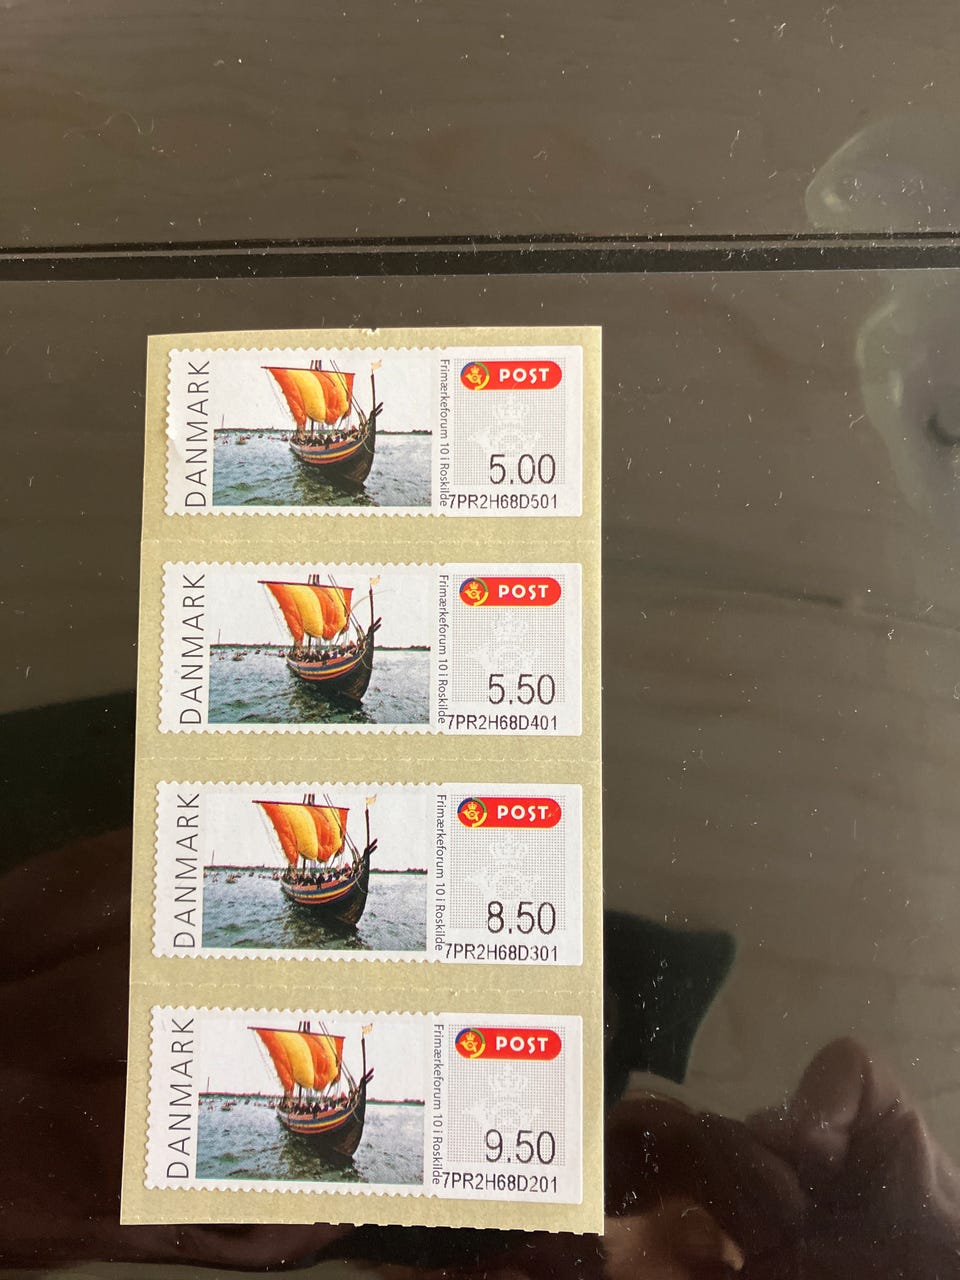 DANMARK
Frimærkeforum 10 i Roskilde
POST
5.00
7PR2H68D501
DANMARK
Frimærkeforum 10 i Roskilde
POST
5.50
7PR2H68D401
DANMARK
Frimærkeforum 10 i Roskilde
POST
8.50
7PR2H68D301
DANMARK
Frimærkeforum 10 i Roskilde
POST
9.50
7PR2H68D201